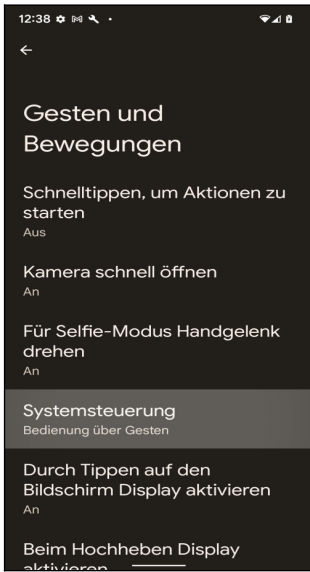 12:38
Gesten und
Bewegungen
Schnelltippen, um Aktionen zu
starten
Aus
Kamera schnell öffnen
An
Für Selfie-Modus Handgelenk
drehen
An
Systemsteuerung
Bedienung über Gesten
Durch Tippen auf den
Bildschirm Display aktivieren
An
Beim Hochheben Display
aktivieren